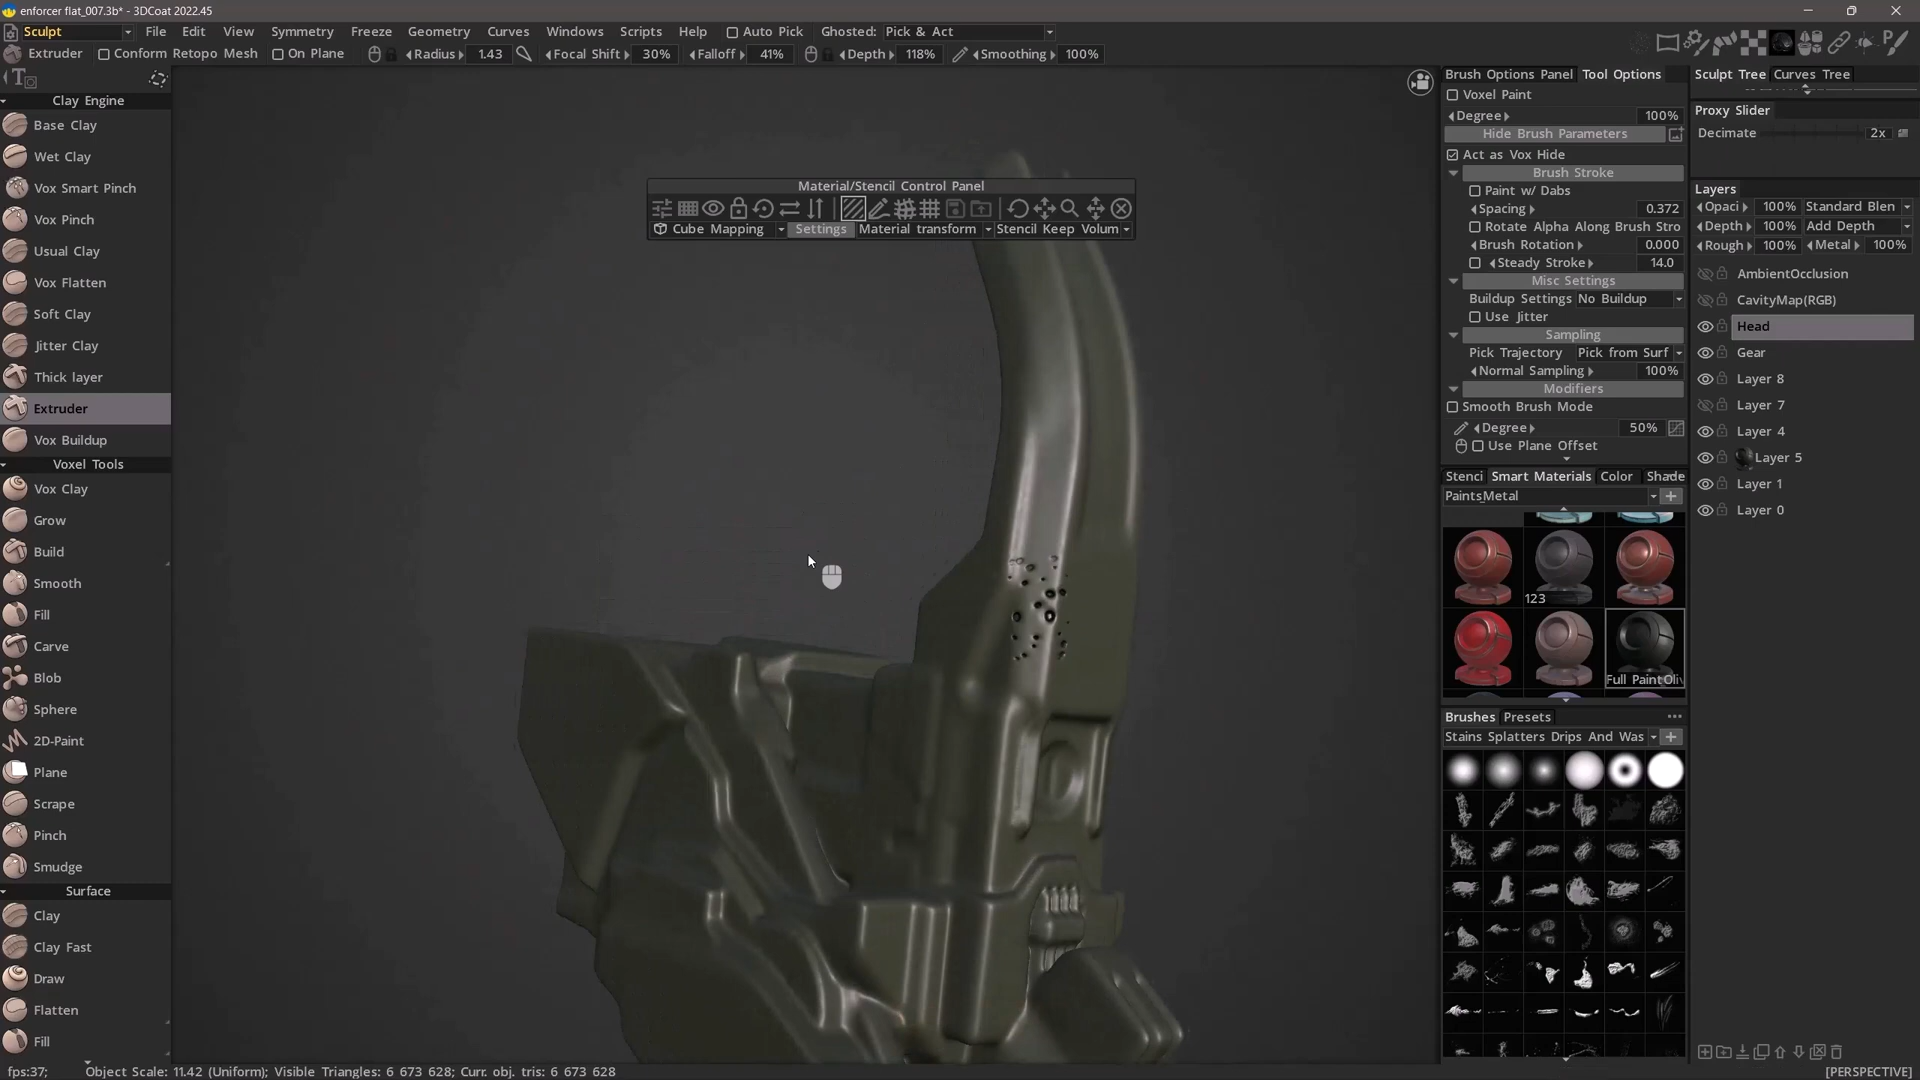 enforcer flat_007.3b* - 3DCoat 2022.45
Sculpt File Edit View Symmetry Freeze Geometry Curves Windows Scripts Help Auto Pick Ghosted: Pick & Act
Extruder Conform Retopo Mesh On Plane Radius 1.43 Focal Shift 30% Falloff 41% Depth 118% Smoothing 100%
Clay Engine
Base Clay
Wet Clay
Vox Smart Pinch
Vox Pinch
Usual Clay
Vox Flatten
Soft Clay
Jitter Clay
Thick layer
Extruder
Vox Buildup
Voxel Tools
Vox Clay
Grow
Build
Smooth
Fill
Carve
Blob
Sphere
2D-Paint
Plane
Scrape
Pinch
Smudge
Surface
Clay
Clay Fast
Draw
Flatten
Fill
Material/Stencil Control Panel
Cube Mapping Settings Material transform Stencil Keep Volum
Brush Options Panel Tool Options
Voxel Paint
Degree 100%
Hide Brush Parameters
Act as Vox Hide
Brush Stroke
Paint w/ Dabs
Spacing 0.372
Rotate Alpha Along Brush Stro
Brush Rotation 0.000
Steady Stroke 14.0
Misc Settings
Buildup Settings No Buildup
Use Jitter
Sampling
Pick Trajectory Pick from Surf
Normal Sampling 100%
Modifiers
Smooth Brush Mode
Degree 50%
Use Plane Offset
Stenci Smart Materials Color Shade
PaintsMetal
123
Full PaintOli
Brushes Presets
Stains Splatters Drips And Was
Sculpt Tree Curves Tree
Proxy Slider
Decimate 2x
Layers
Opaci 100% Standard Blen
Depth 100% Add Depth
Rough 100% Metal 100%
AmbientOcclusion
CavityMap(RGB)
Head
Gear
Layer 8
Layer 7
Layer 4
Layer 5
Layer 1
Layer 0
fps:37; Object Scale: 11.42 (Uniform); Visible Triangles: 6 673 628; Curr. obj. tris: 6 673 628
[PERSPECTIVE]